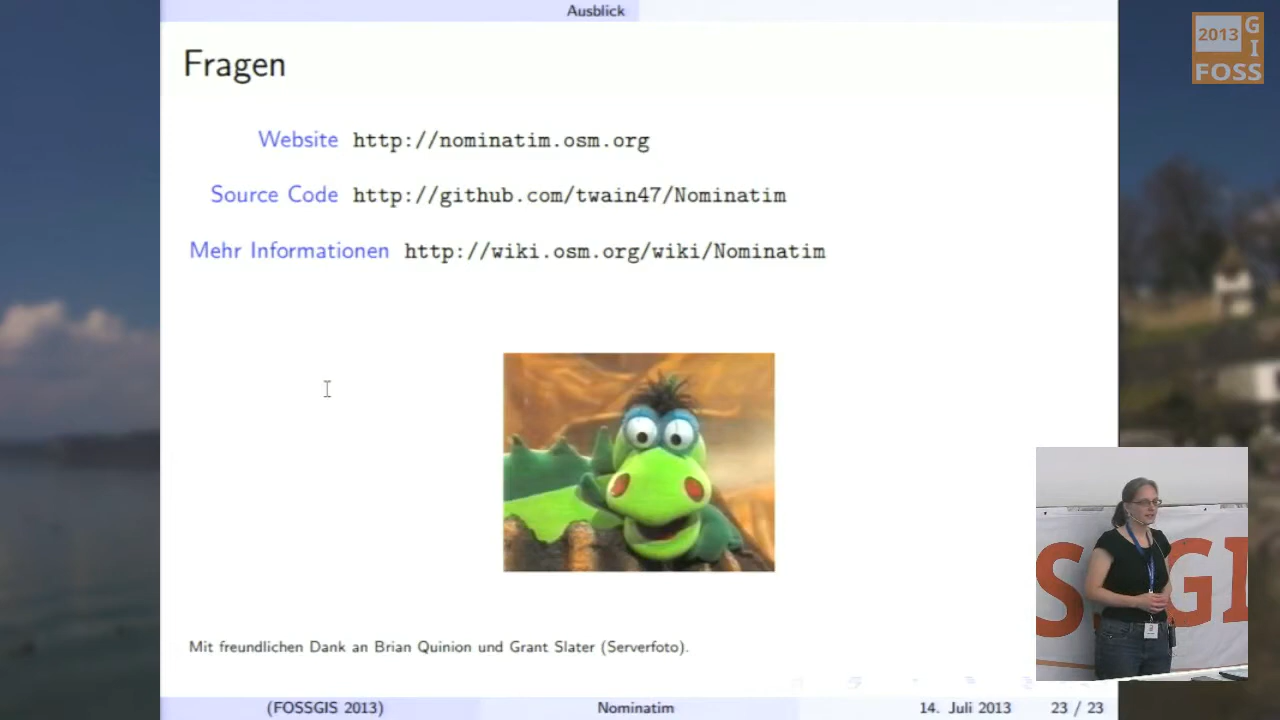 Ausblick
2013
GI
FOSS
Fragen
Website http://nominatim.osm.org
Source Code http://github.com/twain47/Nominatim
Mehr Informationen http://wiki.osm.org/wiki/Nominatim
SSGI
Mit freundlichen Dank an Brian Quinion und Grant Slater (Serverfoto).
(FOSSGIS 2013) Nominatim 14. Juli 2013 23 / 23